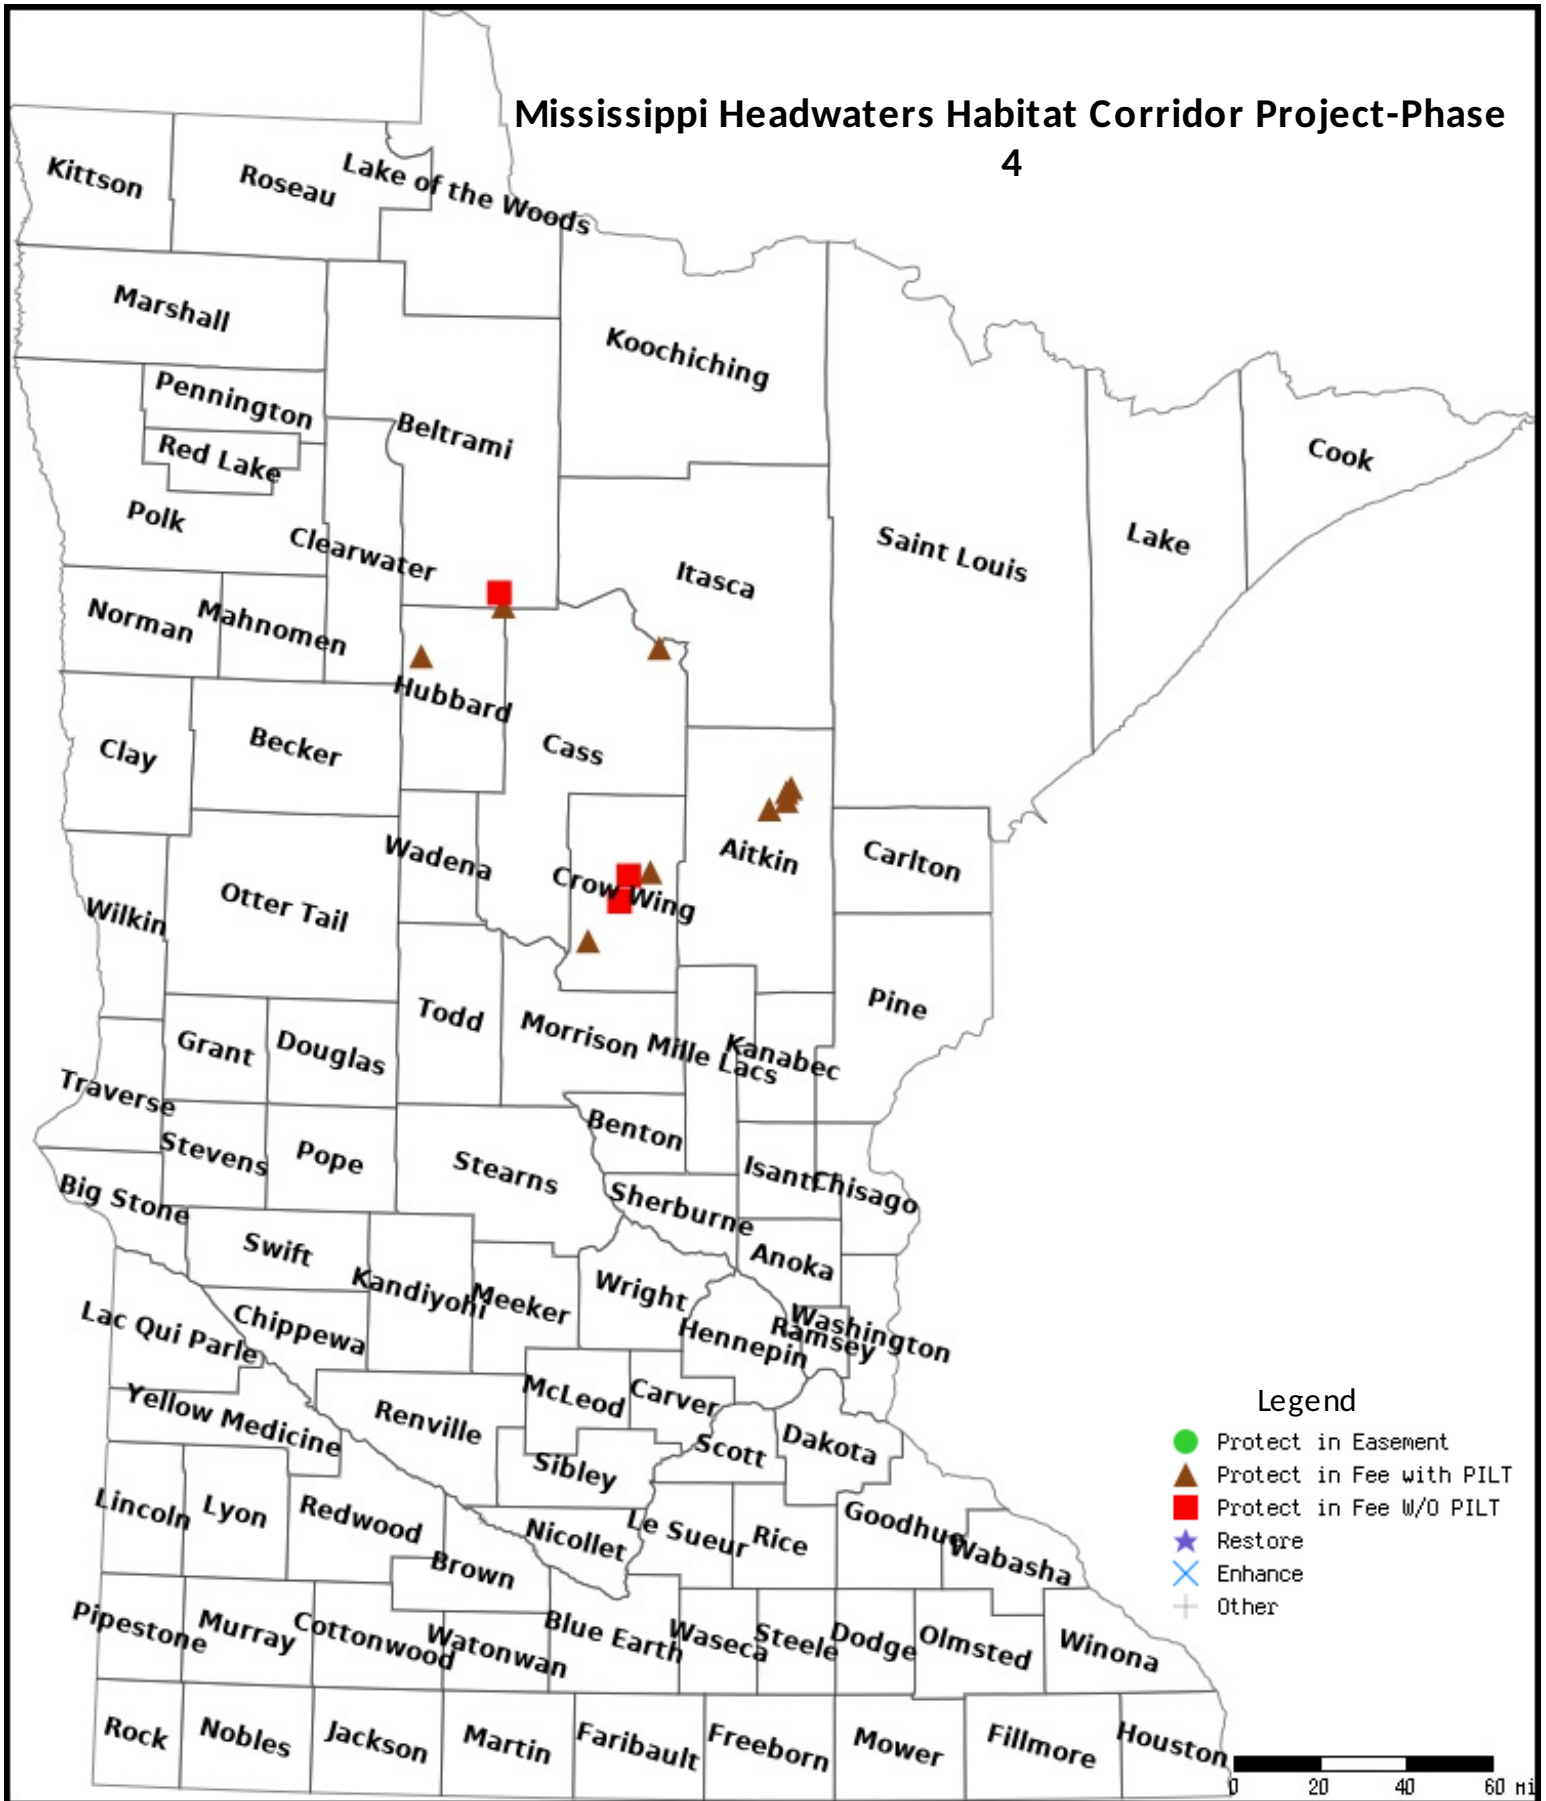 Mississippi Headwaters Habitat Corridor Project-Phase
4
Kittson
Roseau
Lake of the Woods
Marshall
Koochiching
Pennington
Beltrami
Red Lake
Cook
Polk
Clearwater
Saint Louis
Lake
Itasca
Norman
Mahnomen
Hubbard
Clay
Becker
Cass
Wadena
Aitkin
Carlton
Crow Wing
Otter Tail
Wilkin
Pine
Todd
Morrison
Mille Lacs
Kanabec
Grant
Douglas
Traverse
Benton
Stevens
Pope
Stearns
Isanti
Chisago
Big Stone
Sherburne
Swift
Anoka
Kandiyohi
Meeker
Wright
Lac Qui Parle
Chippewa
Hennepin
Ramsey
Washington
McLeod
Carver
Legend
Yellow Medicine
Renville
Scott
Dakota
Protect in Easement
Sibley
Protect in Fee with PILT
Lincoln
Lyon
Redwood
Protect in Fee W/O PILT
Nicollet
Le Sueur
Rice
Goodhue
Restore
Wabasha
Brown
Enhance
Other
Pipestone
Murray
Cottonwood
Watonwan
Blue Earth
Waseca
Steele
Dodge
Olmsted
Winona
Rock
Nobles
Jackson
Martin
Faribault
Freeborn
Mower
Fillmore
Houston
0 20 40 60 mi